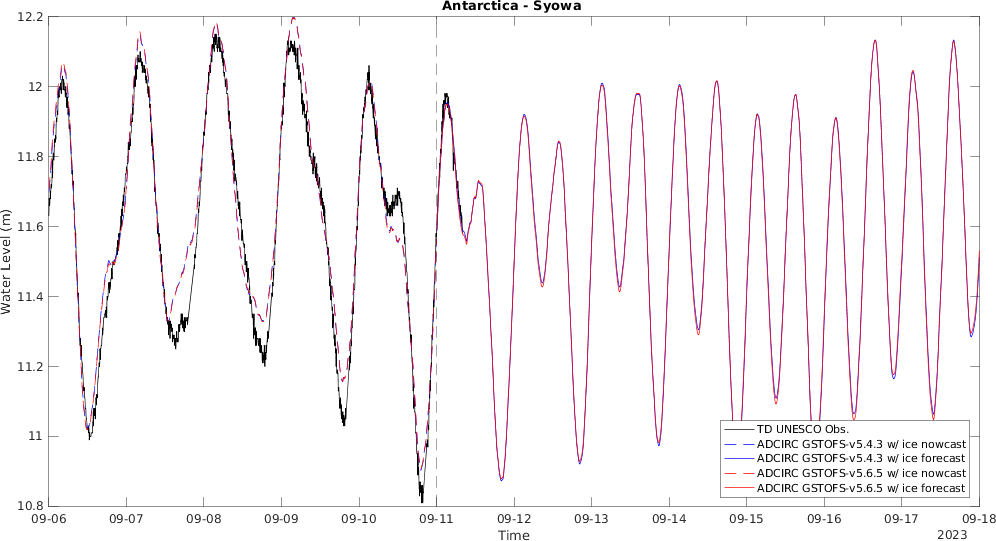 Antarctica - Syowa
Water Level (m)
12.2
12
11.8
11.6
11.4
11.2
11
10.8
TD UNESCO Obs.
ADCIRC GSTOFS-v5.4.3 w/ ice nowcast
ADCIRC GSTOFS-v5.4.3 w/ ice forecast
ADCIRC GSTOFS-v5.6.5 w/ ice nowcast
ADCIRC GSTOFS-v5.6.5 w/ ice forecast
09-06 09-07 09-08 09-09 09-10 09-11 09-12 09-13 09-14 09-15 09-16 09-17 09-18
Time
2023